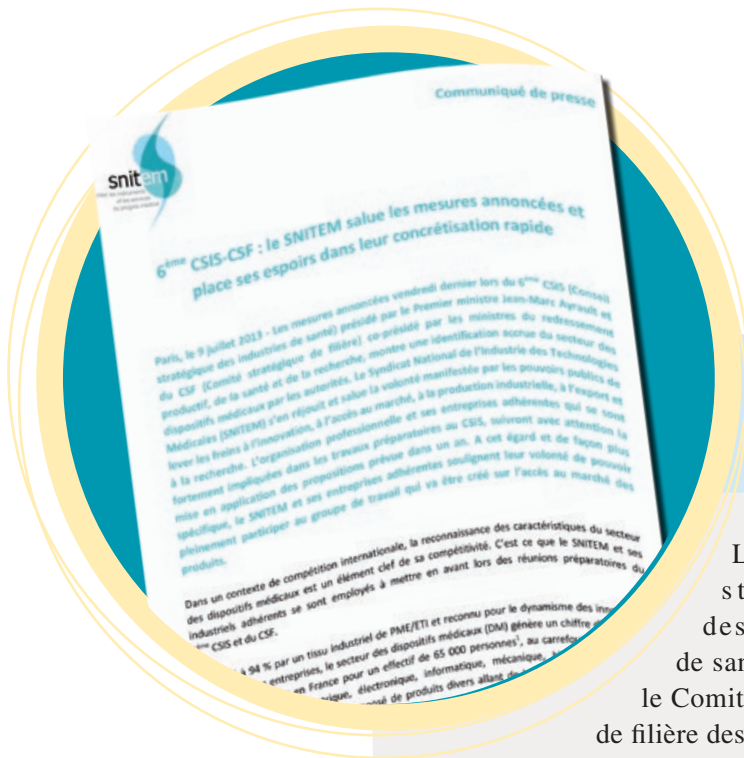 Communiqué de presse
snitem
6ème CSIS-CSF : le SNITEM salue les mesures annoncées et
place ses espoirs dans leur concrétisation rapide
Paris, le 9 juillet 2013 - Les mesures annoncées vendredi dernier lors du 6ème CSIS (Conseil
stratégique des industries de santé) présidé par le Premier ministre Jean-Marc Ayrault et
du CSF (Comité stratégique de filière) co-présidé par les ministres du redressement
productif, de la santé et de la recherche, montre une identification accrue du secteur des
dispositifs médicaux par les autorités. Le Syndicat National de l'Industrie des Technologies
Médicales (SNITEM) s'en réjouit et salue la volonté manifestée par les pouvoirs publics de
lever les freins à l'innovation, à l'accès au marché, à la production industrielle, à l'export et
à la recherche. L'organisation professionnelle et ses entreprises adhérentes qui se sont
fortement impliquées dans les travaux préparatoires au CSIS, suivront avec attention la
mise en application des propositions prévue dans un an. A cet égard et de façon plus
spécifique, le SNITEM et ses entreprises adhérentes soulignent leur volonté de pouvoir
pleinement participer au groupe de travail qui va être créé sur l'accès au marché des
produits.
Dans un contexte de compétition internationale, la reconnaissance des caractéristiques du secteur
des dispositifs médicaux est un élément clef de sa compétitivité. C'est ce que le SNITEM et ses
industriels adhérents se sont employés à mettre en avant lors des réunions préparatoires du
CSIS et du CSF.
à 94 % par un tissu industriel de PME/ETI et reconnu pour le dynamisme des
entreprises, le secteur des dispositifs médicaux (DM) génère un chiffre
en France pour un effectif de 65 000 personnes1, au carrefour
électronique, informatique, mécanique,
de produits divers allant de
L
st
des
de san
le Comit
de filière des